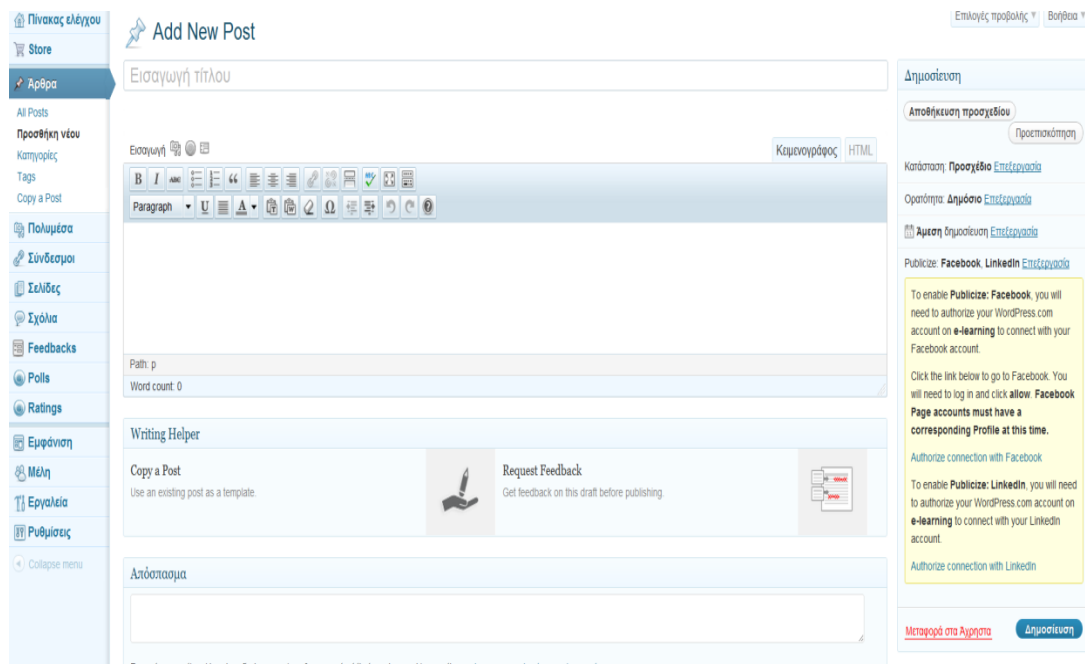 Πίνακας ελέγχου
Store
Άρθρα
All Posts
Προσθήκη νέου
Κατηγορίες
Tags
Copy a Post
Πολυμέσα
Σύνδεσμοι
Σελίδες
Σχόλια
Feedbacks
Polls
Ratings
Εμφάνιση
Μέλη
Εργαλεία
Ρυθμίσεις
Collapse menu
Επιλογές προβολής
Βοήθεια
Add New Post
Εισαγωγή τίτλου
Εισαγωγή
Κειμενογράφος HTML
B I ABC
Paragraph U A Ω
Path: p
Word count: 0
Writing Helper
Copy a Post
Use an existing post as a template.
Request Feedback
Get feedback on this draft before publishing.
Απόσπασμα
Δημοσίευση
Αποθήκευση προσχεδίου
Προεπισκόπηση
Κατάσταση: Προσχέδιο Επεξεργασία
Ορατότητα: Δημόσιο Επεξεργασία
Άμεση δημοσίευση Επεξεργασία
Publicize: Facebook, LinkedIn Επεξεργασία
To enable Publicize: Facebook, you will
need to authorize your WordPress.com
account on e-learning to connect with your
Facebook account.
Click the link below to go to Facebook. You
will need to log in and click allow. Facebook
Page accounts must have a
corresponding Profile at this time.
Authorize connection with Facebook
To enable Publicize: LinkedIn, you will need
to authorize your WordPress.com account on
e-learning to connect with your LinkedIn
account.
Authorize connection with LinkedIn
Μεταφορά στα Άχρηστα
Δημοσίευση